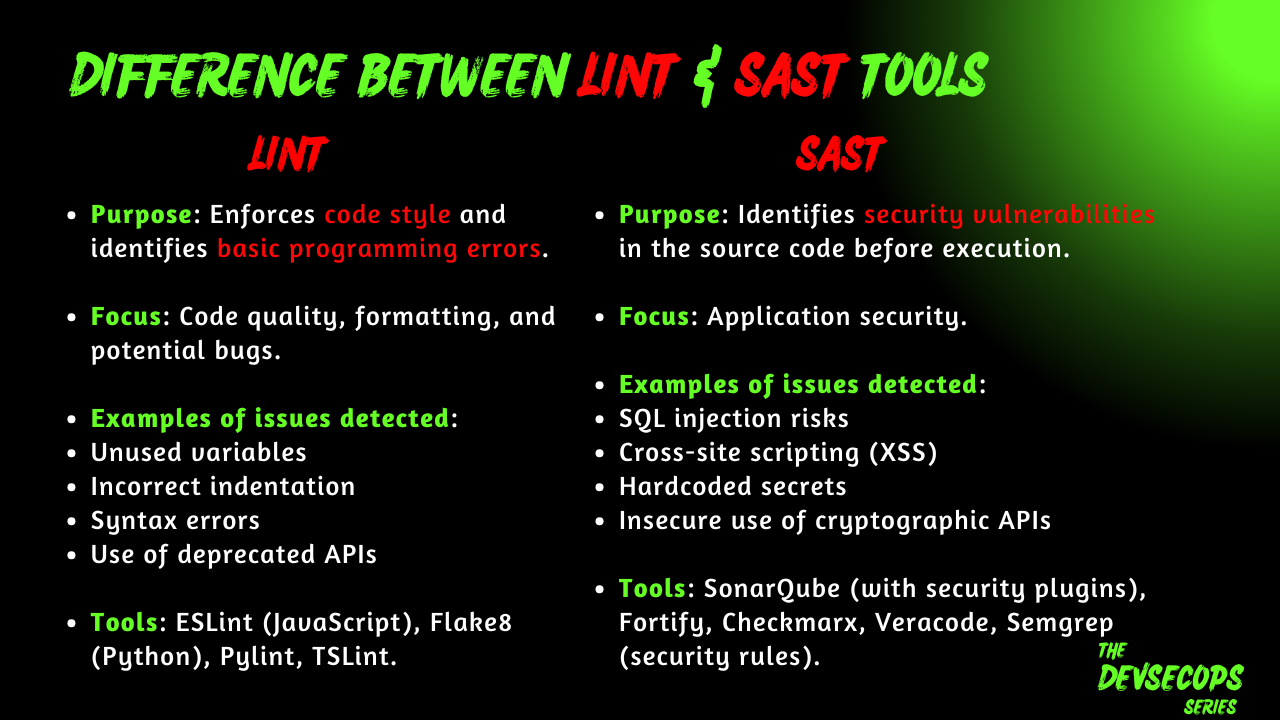 DIFFERENCE BETWEEN LINT & SAST TOOLS
LINT
• Purpose: Enforces code style and
identifies basic programming errors.
• Focus: Code quality, formatting, and
potential bugs.
• Examples of issues detected:
• Unused variables
• Incorrect indentation
• Syntax errors
• Use of deprecated APIs
• Tools: ESLint (JavaScript), Flake8
(Python), Pylint, TSLint.
SAST
• Purpose: Identifies security vulnerabilities
in the source code before execution.
• Focus: Application security.
• Examples of issues detected:
• SQL injection risks
• Cross-site scripting (XSS)
• Hardcoded secrets
• Insecure use of cryptographic APIs
• Tools: SonarQube (with security plugins),
Fortify, Checkmarx, Veracode, Semgrep
(security rules).
THE
DEVSECOPS
SERIES